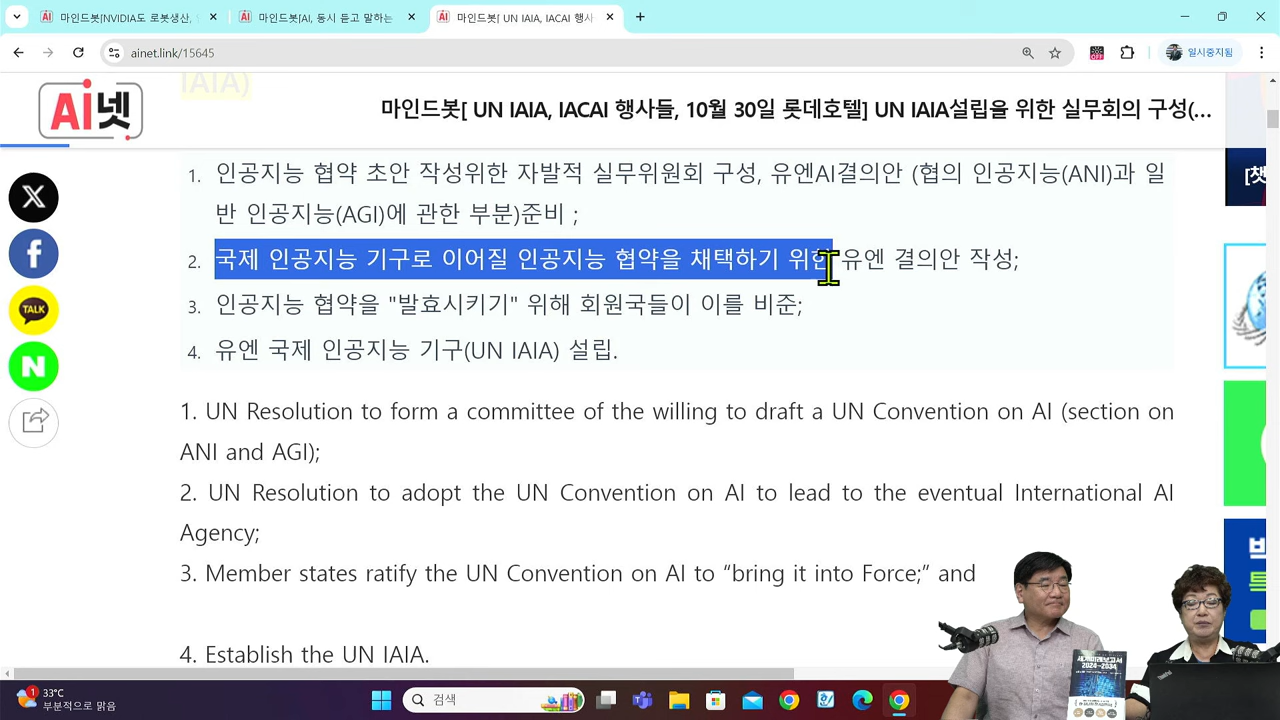 마인드봇[NVIDIA도 로봇생산,
마인드봇[AI, 동시 듣고 말하는
마인드봇[ UN IAIA, IACAI 행사
ainet.link/15645
OFF
일시중지됨
IAIA)
Ai넷
마인드봇[ UN IAIA, IACAI 행사들, 10월 30일 롯데호텔] UN IAIA설립을 위한 실무회의 구성(...
1. 인공지능 협약 초안 작성위한 자발적 실무위원회 구성, 유엔AI결의안 (협의 인공지능(ANI)과 일
반 인공지능(AGI)에 관한 부분)준비 ;
2. 국제 인공지능 기구로 이어질 인공지능 협약을 채택하기 위한 유엔 결의안 작성;
3. 인공지능 협약을 "발효시키기" 위해 회원국들이 이를 비준;
4. 유엔 국제 인공지능 기구(UN IAIA) 설립.
1. UN Resolution to form a committee of the willing to draft a UN Convention on AI (section on
ANI and AGI);
2. UN Resolution to adopt the UN Convention on AI to lead to the eventual International AI
Agency;
3. Member states ratify the UN Convention on AI to “bring it into Force;” and
4. Establish the UN IAIA.
TALK
N
[챗
세계미래보고서
2024-2034
ThinkPad
1
33°C
부분적으로 맑음
검색